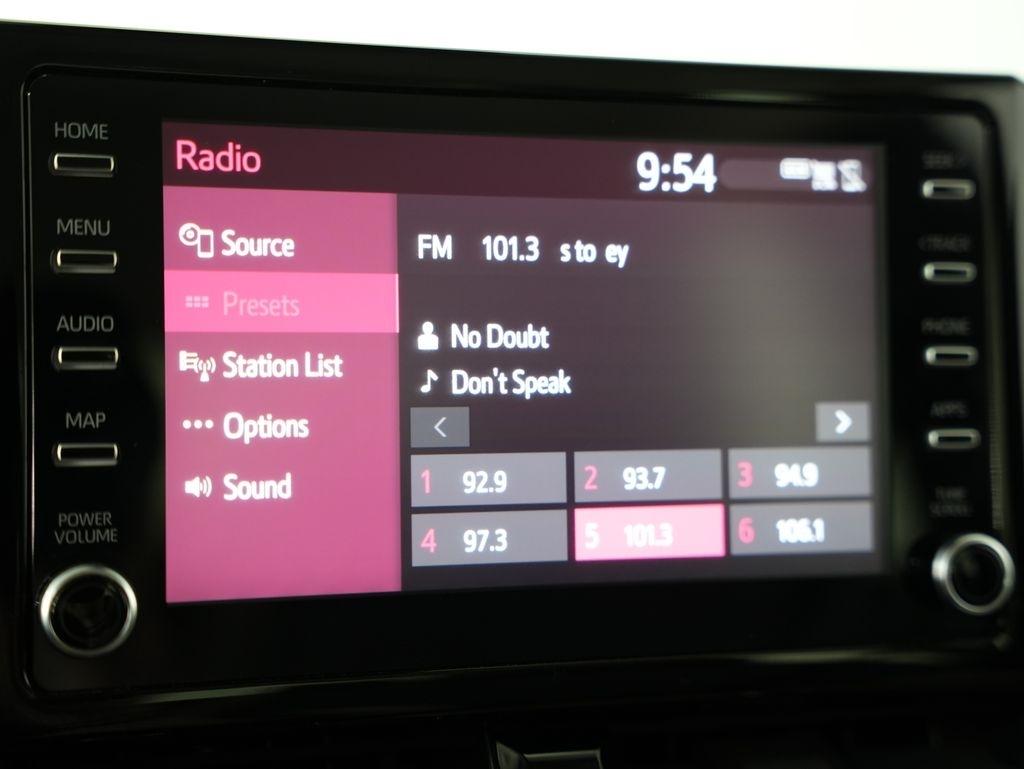 HOME
MENU
AUDIO
MAP
POWER
VOLUME
Radio
9:54
Source
Presets
Station List
Options
Sound
FM 101.3 s to ey
No Doubt
Don't Speak
<
>
1 92.9
2 93.7
3 94.9
4 97.3
5 101.3
6 106.1
PHONE
APPS